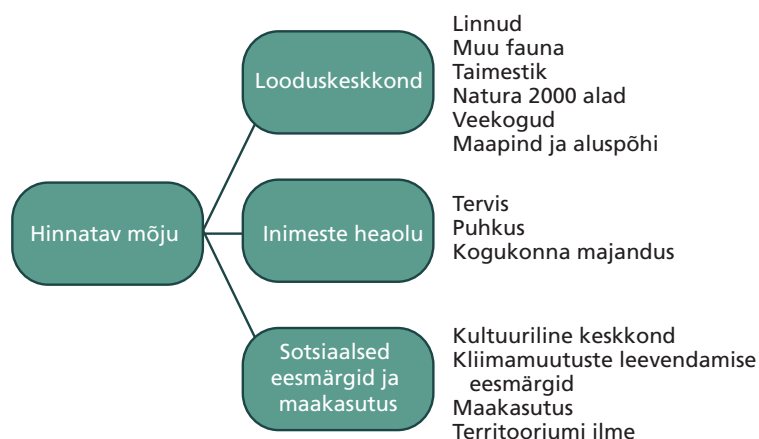 Hinnatav mõju
Looduskeskkond
Linnud
Muu fauna
Taimestik
Natura 2000 alad
Veekogud
Maapind ja aluspõhi
Inimeste heaolu
Tervis
Puhkus
Kogukonna majandus
Sotsiaalsed
eesmärgid ja
maakasutus
Kultuuriline keskkond
Kliimamuutuste leevendamise
eesmärgid
Maakasutus
Territooriumi ilme